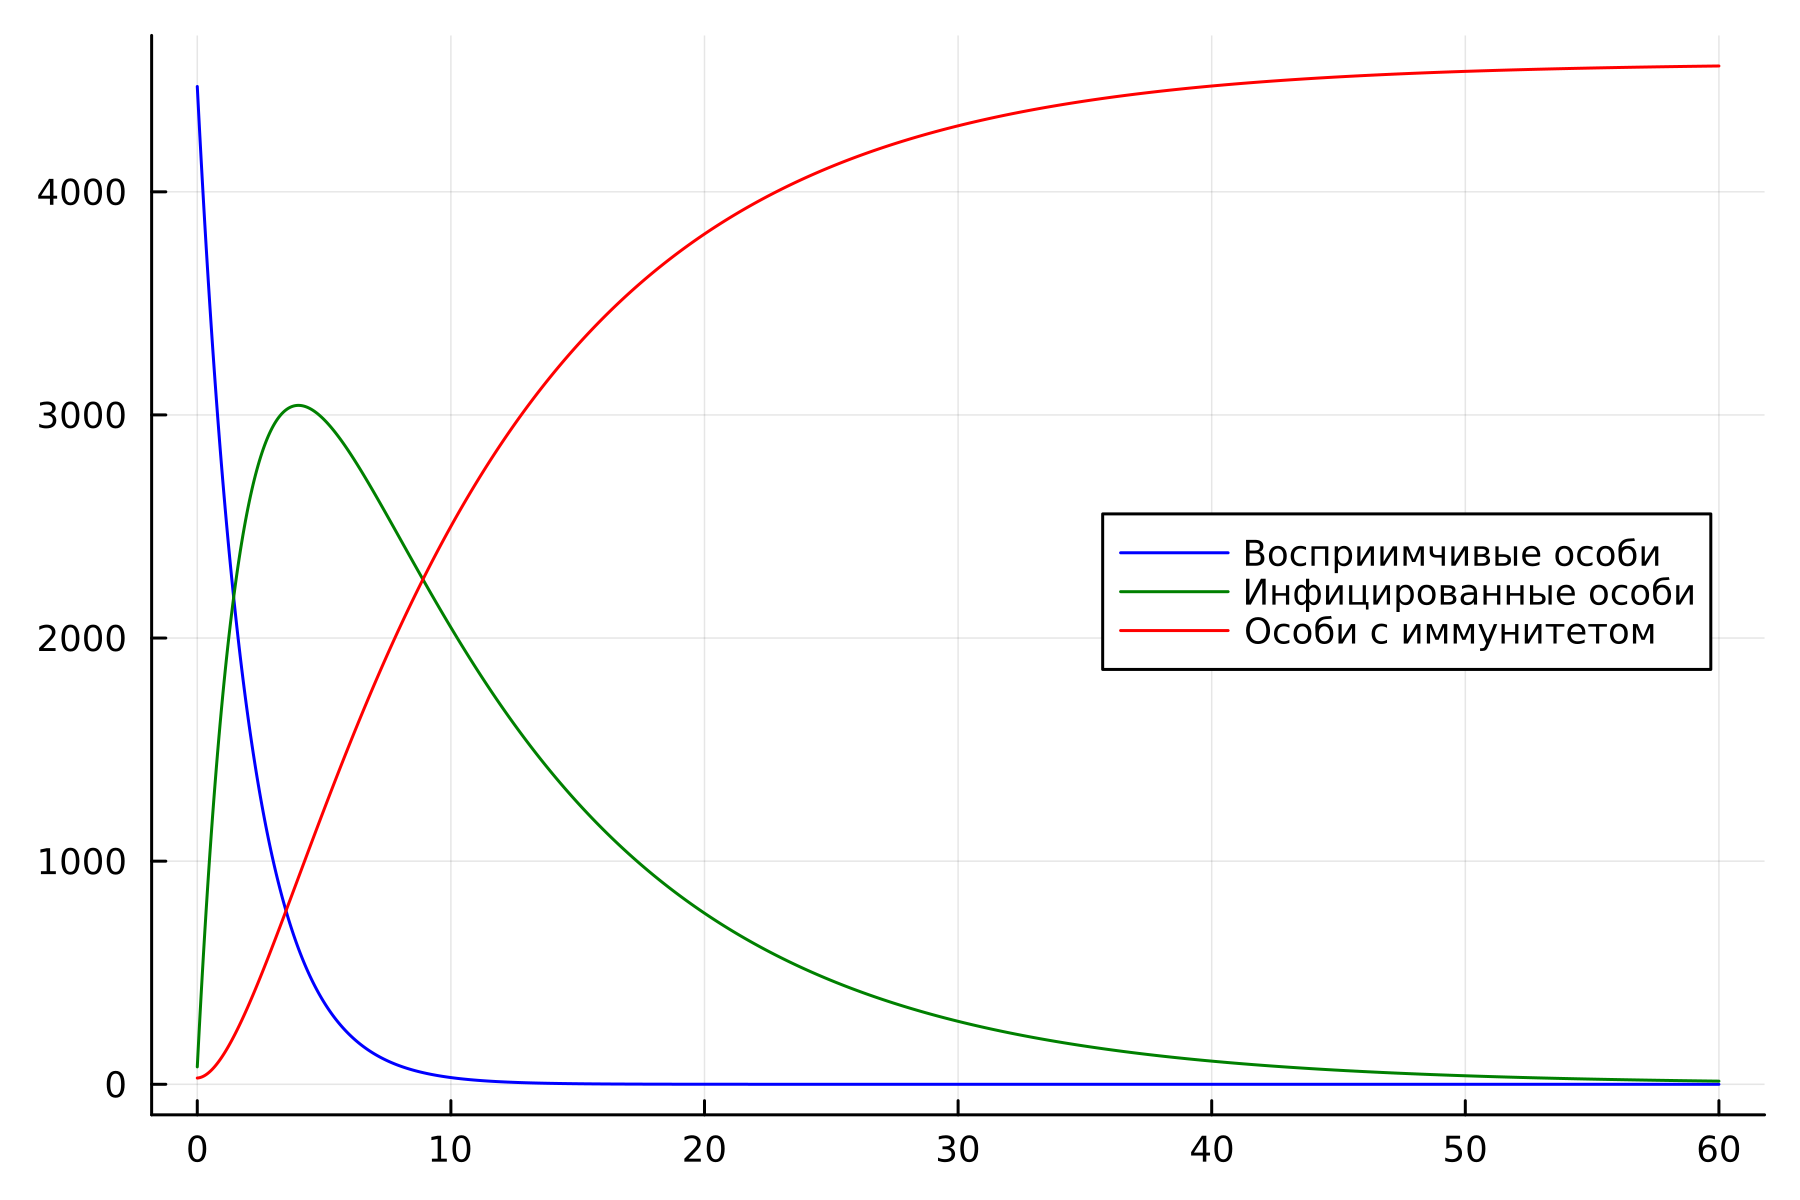 4000
3000
2000
1000
0
Восприимчивые особи
Инфицированные особи
Особи с иммунитетом
0 10 20 30 40 50 60